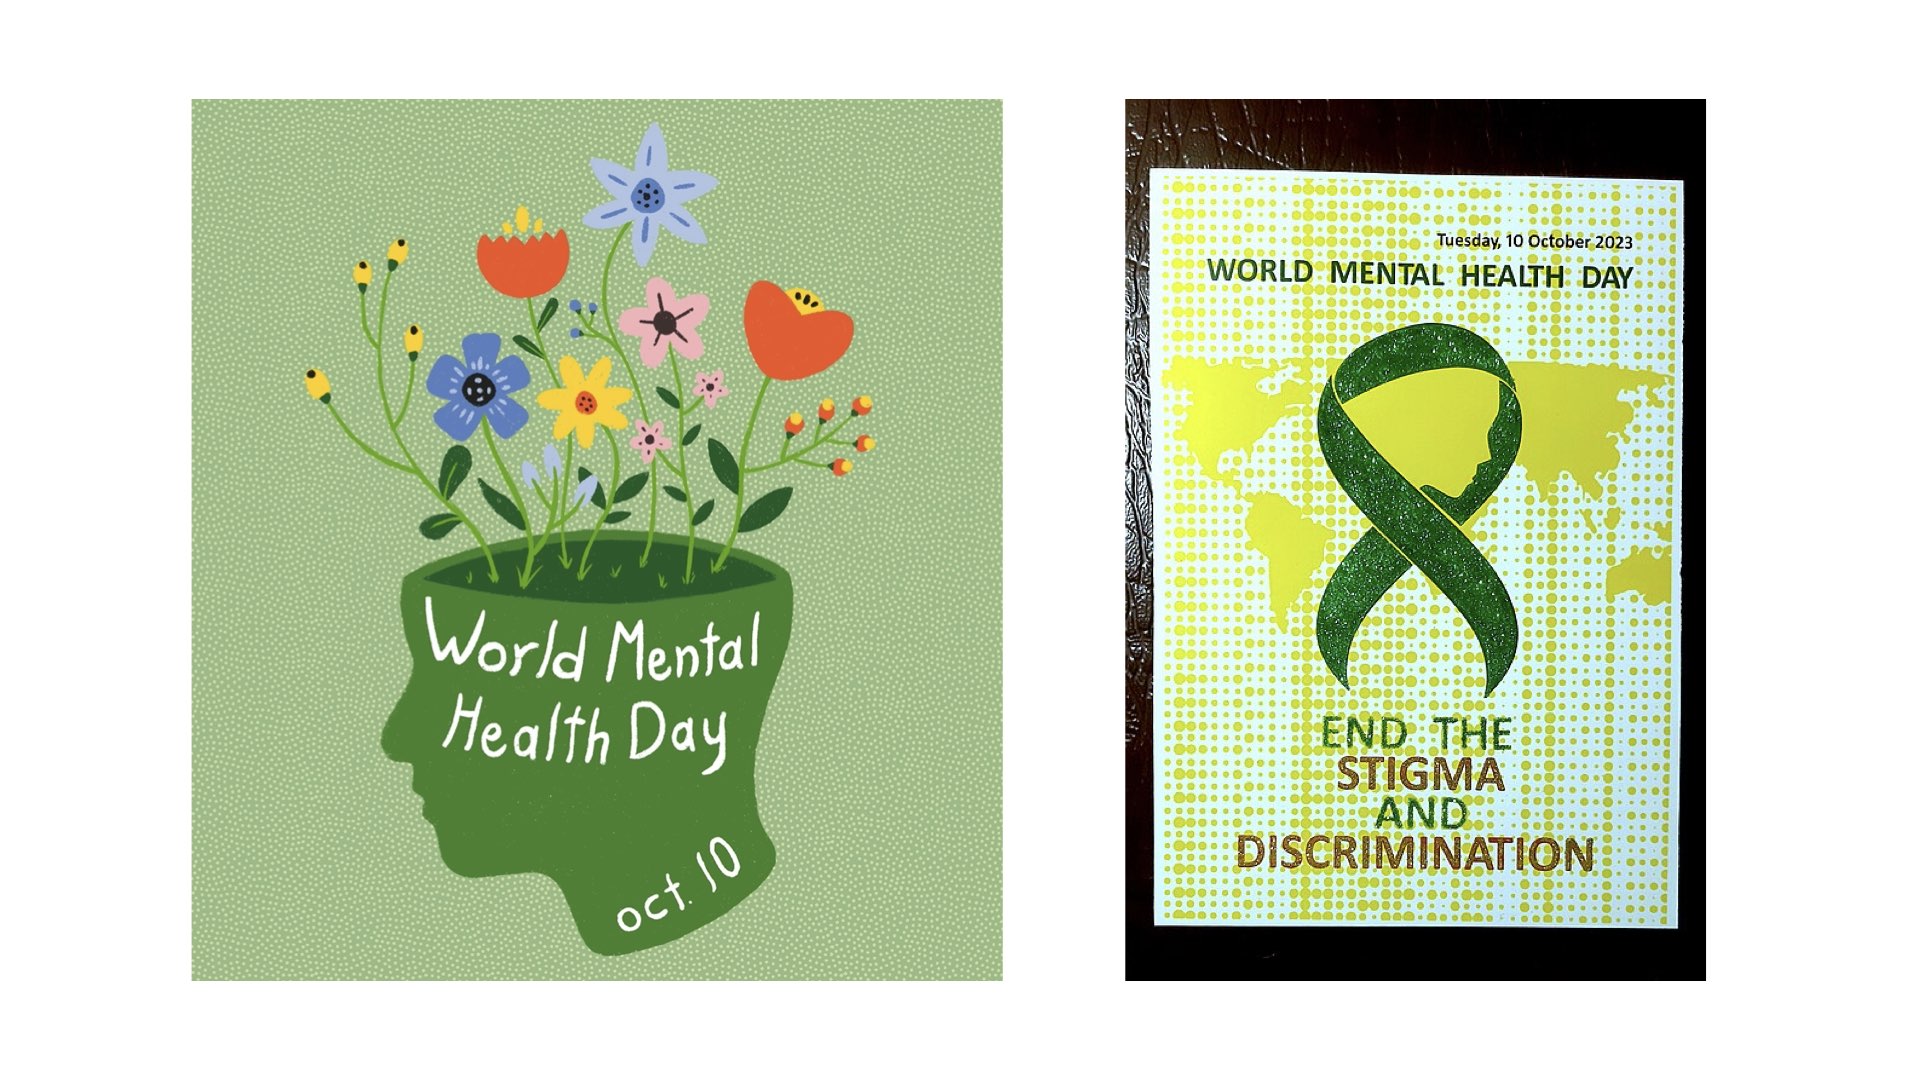 World Mental
Health Day
oct. 10
Tuesday, 10 October 2023
WORLD MENTAL HEALTH DAY
END THE
STIGMA
AND
DISCRIMINATION